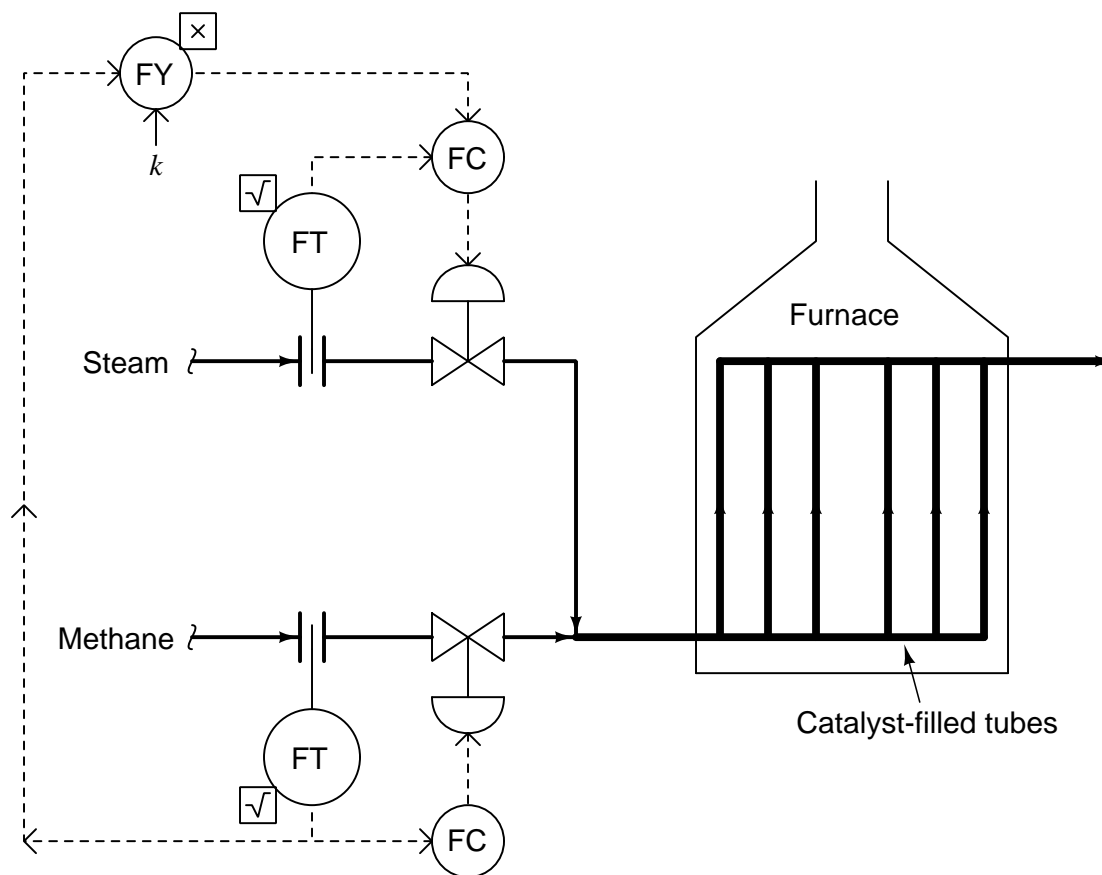 ×
FY
k
FC
√
FT
Furnace
Steam
Methane
Catalyst-filled tubes
FT
√
FC